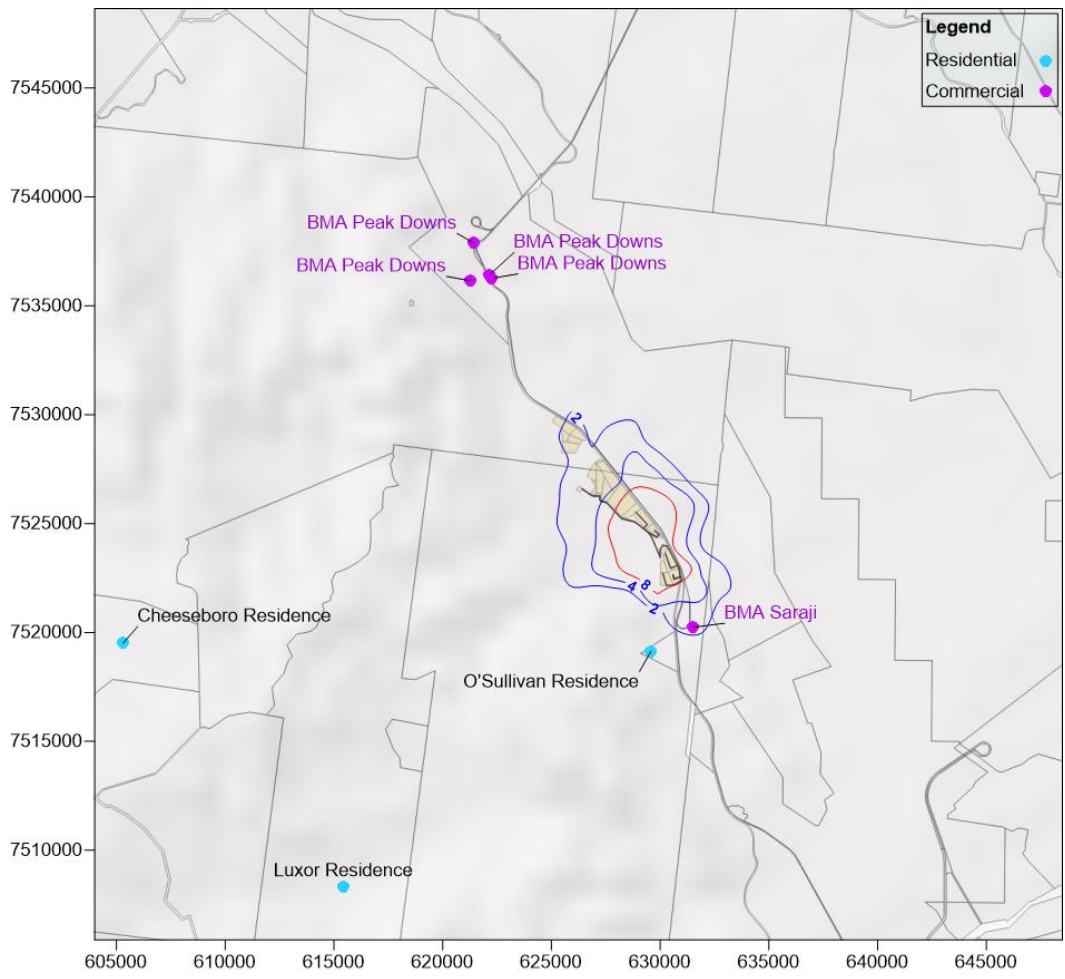 Legend
Residential
Commercial
7545000
7540000
7535000
7530000
7525000
7520000
7515000
7510000
BMA Peak Downs
BMA Peak Downs
BMA Peak Downs
BMA Peak Downs
2
4
8
2
BMA Saraji
Cheeseboro Residence
O'Sullivan Residence
Luxor Residence
605000
610000
615000
620000
625000
630000
635000
640000
645000